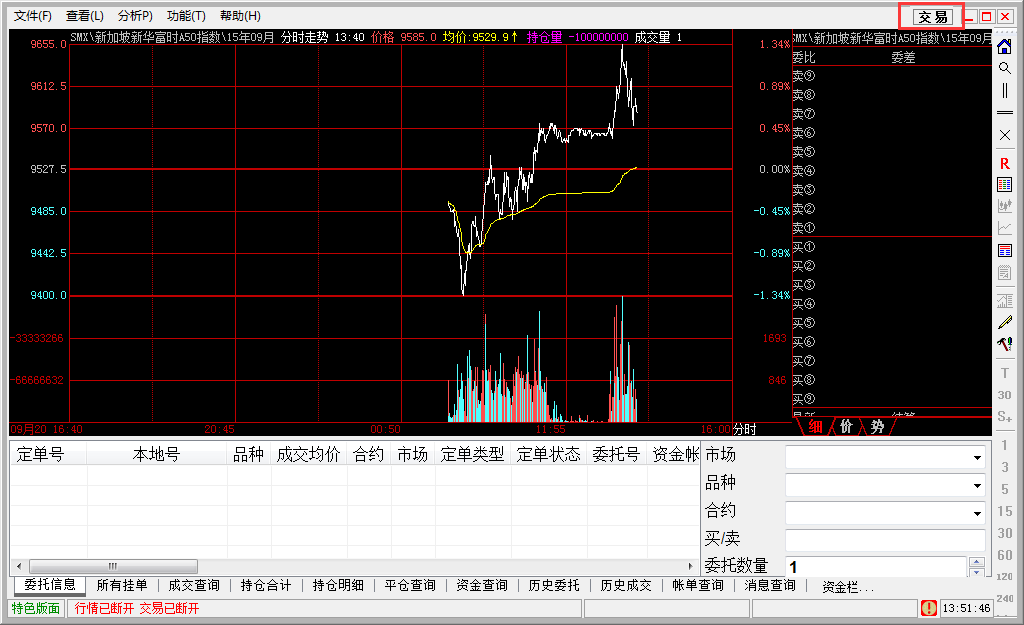 文件(F) 查看(L) 分析(P) 功能(T) 帮助(H) 交易
SMX\新加坡新华富时A50指数\15年09月 分时走势 13:40 价格 9585.0 均价:9529.9↑ 持仓量 -100000000 成交量 1
9655.0 1.34%
9612.5 0.89%
9570.0 0.45%
9527.5 0.00%
9485.0 -0.45%
9442.5 -0.89%
9400.0 -1.34%
-33333266 1693
-66666632 846
09月20 18:40 20:45 00:50 11:55 18:00 分时
SMX\新加坡新华富时A50指数\15年09月
委比 委差
卖⑨
卖⑧
卖⑦
卖⑥
卖⑤
卖④
卖③
卖②
卖①
买①
买②
买③
买④
买⑤
买⑥
买⑦
买⑧
买⑨
细 价 势
R
T
30
S+
1
3
5
15
30
60
120
240
定单号 本地号 品种 成交均价 合约 市场 定单类型 定单状态 委托号 资金帐
市场
品种
合约
买/卖
委托数量 1
委托信息 所有挂单 成交查询 持仓合计 持仓明细 平仓查询 资金查询 历史委托 历史成交 帐单查询 消息查询 资金栏...
特色版面 行情已断开 交易已断开 13:51:46